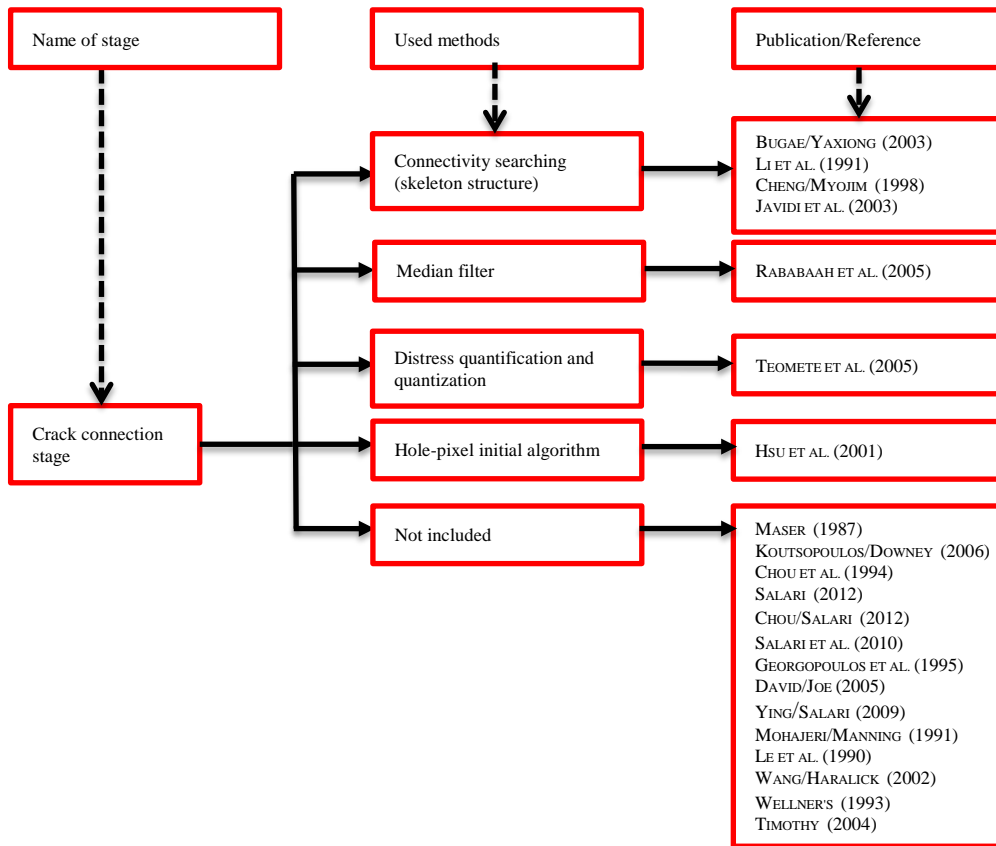 Name of stage
Used methods
Publication/Reference
Connectivity searching
(skeleton structure)
BUGAE/YAXIONG (2003)
LI ET AL. (1991)
CHENG/MYOJIM (1998)
JAVIDI ET AL. (2003)
Median filter
RABABAAH ET AL. (2005)
Distress quantification and
quantization
TEOMETE ET AL. (2005)
Crack connection
stage
Hole-pixel initial algorithm
HSU ET AL. (2001)
Not included
MASER (1987)
KOUTSOPOULOS/DOWNEY (2006)
CHOU ET AL. (1994)
SALARI (2012)
CHOU/SALARI (2012)
SALARI ET AL. (2010)
GEORGOPOULOS ET AL. (1995)
DAVID/JOE (2005)
YING/SALARI (2009)
MOHAJERI/MANNING (1991)
LE ET AL. (1990)
WANG/HARALICK (2002)
WELLNER'S (1993)
TIMOTHY (2004)